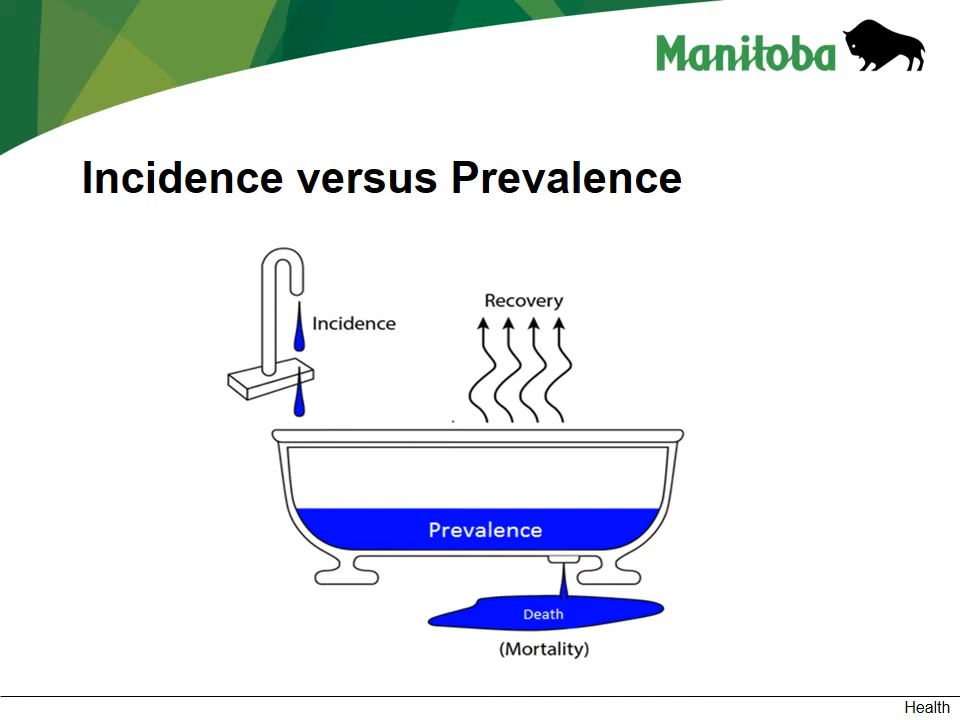 Manitoba
Incidence versus Prevalence
Recovery
Incidence
Prevalence
Death
(Mortality)
Health